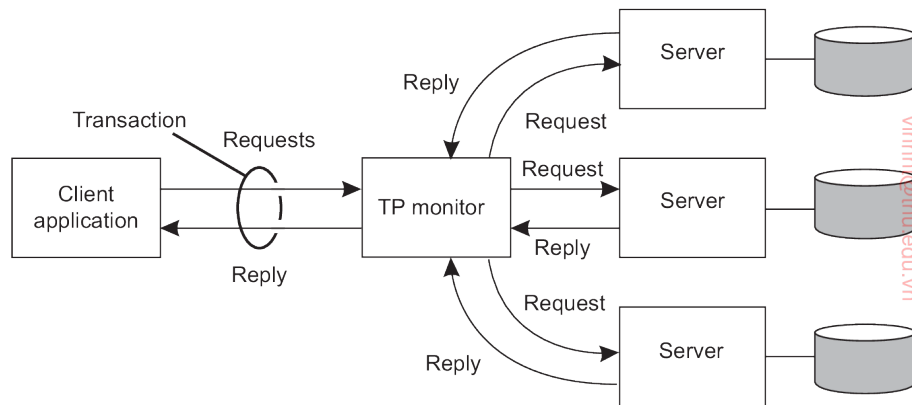 Server
Reply
Request
Transaction
Requests
Client
application
TP monitor
Request
Server
Reply
Reply
Request
Server
Reply